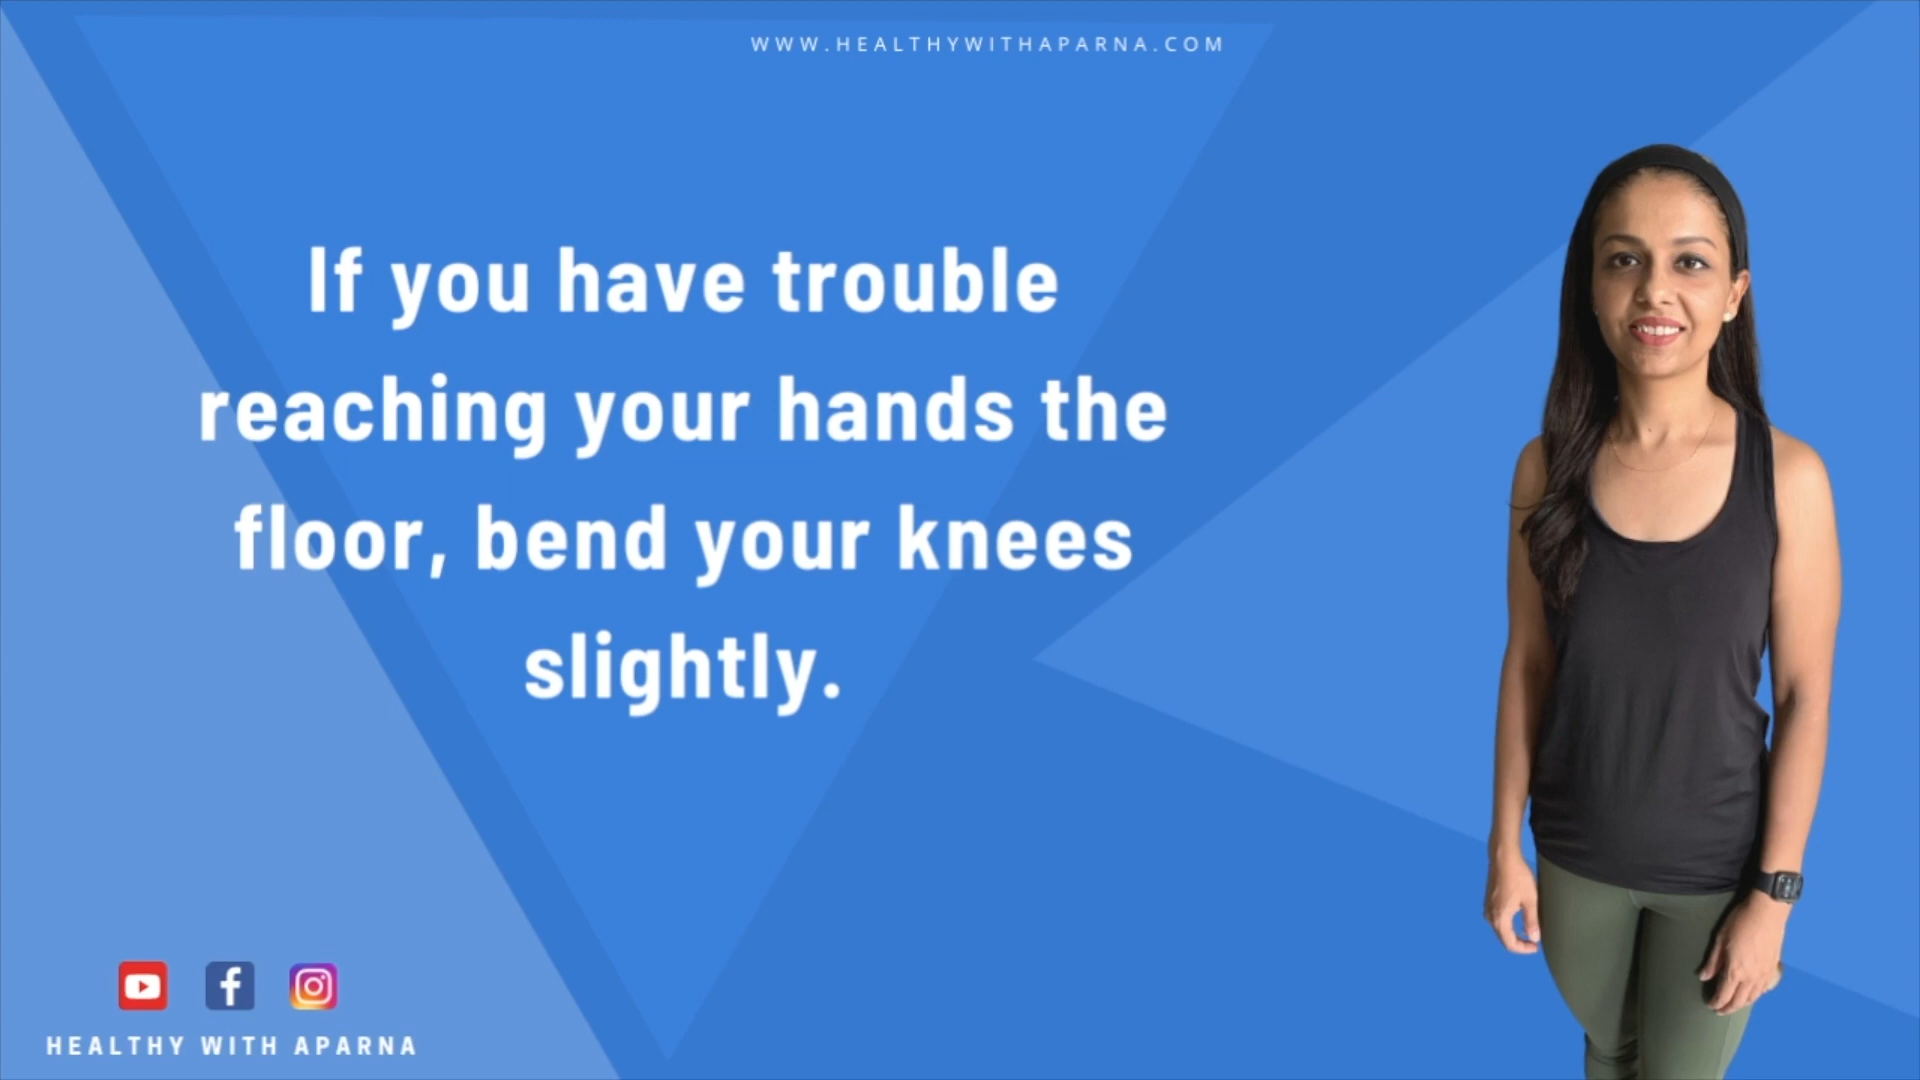 WWW.HEALTHYWITHAPARNA.COM
If you have trouble
reaching your hands the
floor, bend your knees
slightly.
HEALTHY WITH APARNA